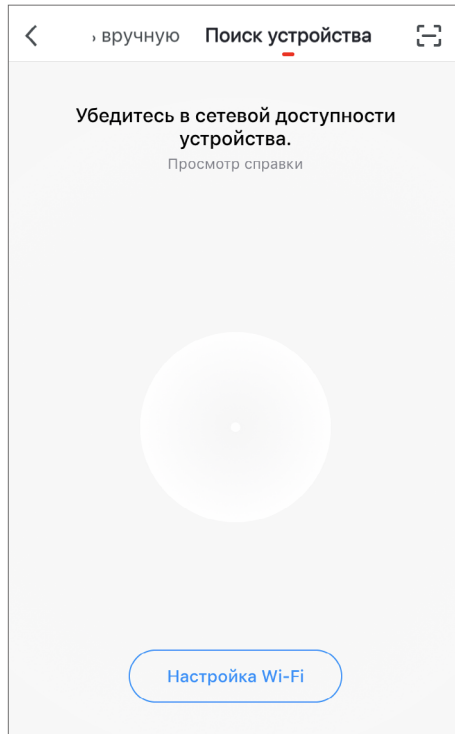 вручную Поиск устройства
Убедитесь в сетевой доступности
устройства.
Просмотр справки
Настройка Wi-Fi